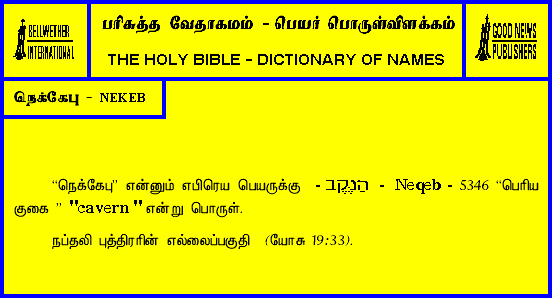 BELLWETHER
INTERNATIONAL
பரிசுத்த வேதாகமம் - பெயர் பொருள்விளக்கம்
THE HOLY BIBLE - DICTIONARY OF NAMES
GOOD NEWS
PUBLISHERS
நெக்கேபு - NEKEB
“நெக்கேபு” என்னும் எபிரெய பெயருக்கு - הַנֶּקֶב - Neqeb - 5346 “பெரிய
குகை ” "cavern" என்று பொருள்.
நப்தலி புத்திரரின் எல்லைப்பகுதி (யோசு 19:33).